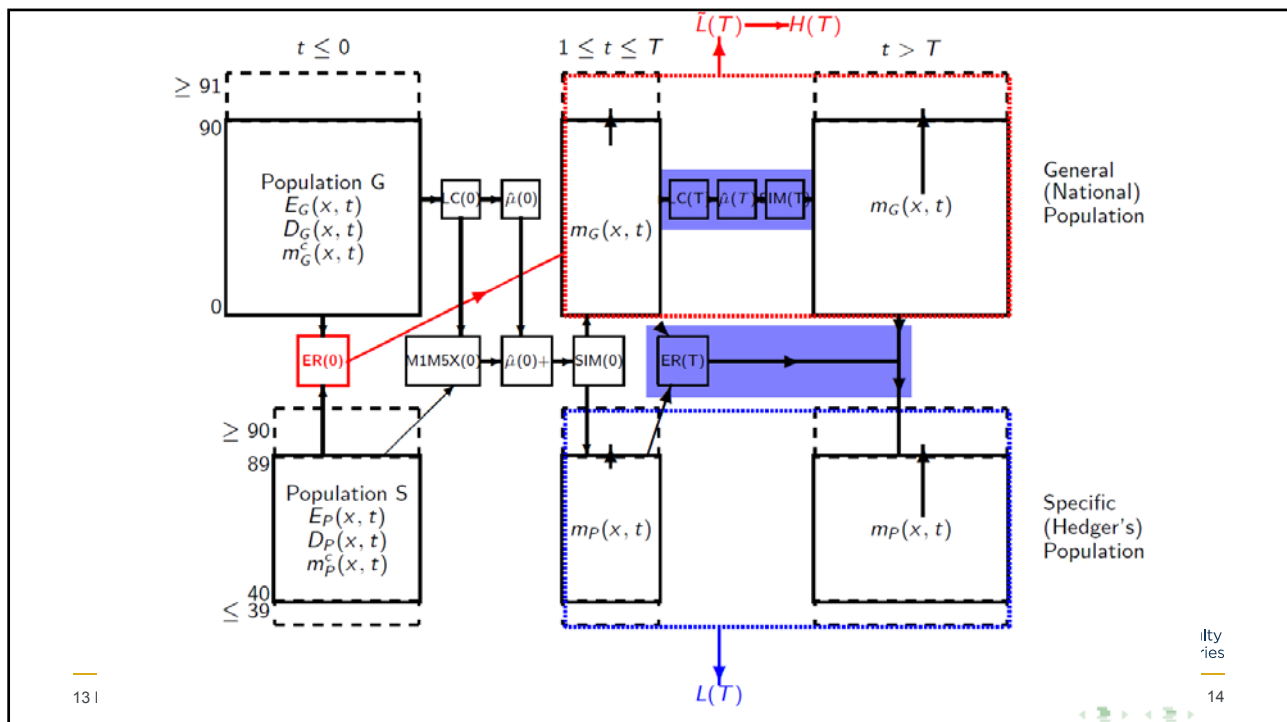 L̃(T) → H(T)
t ≤ 0
1 ≤ t ≤ T
t > T
≥ 91
90
0
Population G
E_G(x, t)
D_G(x, t)
m^c_G(x, t)
LC(0)
μ̂(0)
m_G(x, t)
LC(T)
μ̂(T)
SIM(T)
m_G(x, t)
General
(National)
Population
ER(0)
M1M5X(0)
μ̂(0)+
SIM(0)
ER(T)
≥ 90
89
40
≤ 39
Population S
E_P(x, t)
D_P(x, t)
m^c_P(x, t)
m_P(x, t)
m_P(x, t)
Specific
(Hedger's)
Population
L(T)
ulty
ries
13
14